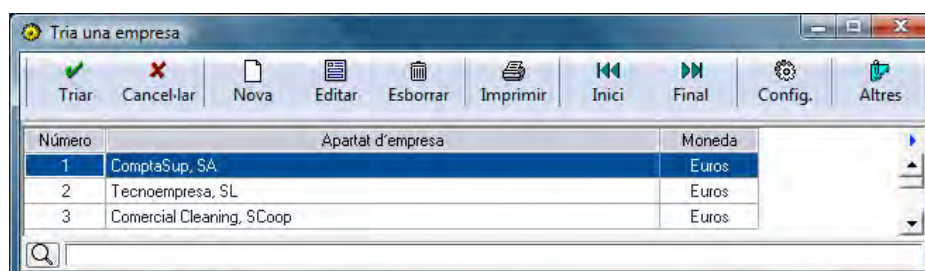 Tria una empresa
Triar Cancel·lar Nova Editar Esborrar Imprimir Inici Final Config. Altres
Número Apartat d'empresa Moneda
1 ComptaSup, SA Euros
2 Tecnoempresa, SL Euros
3 Comercial Cleaning, SCoop Euros